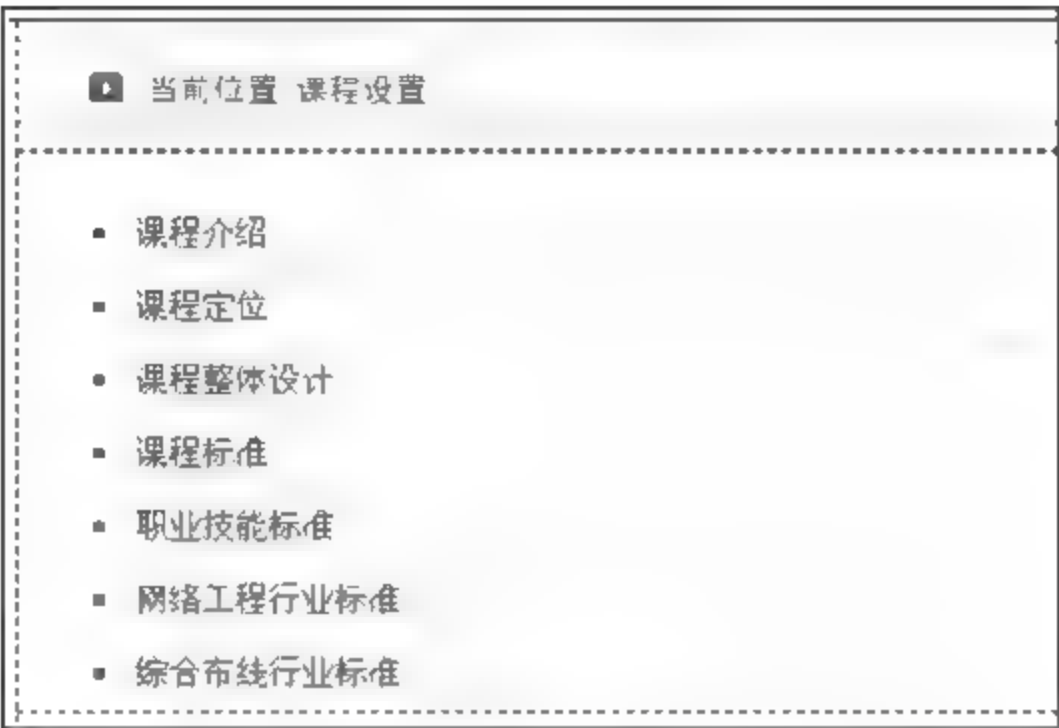 当前位置 课程设置
课程介绍
课程定位
课程整体设计
课程标准
职业技能标准
网络工程行业标准
综合布线行业标准